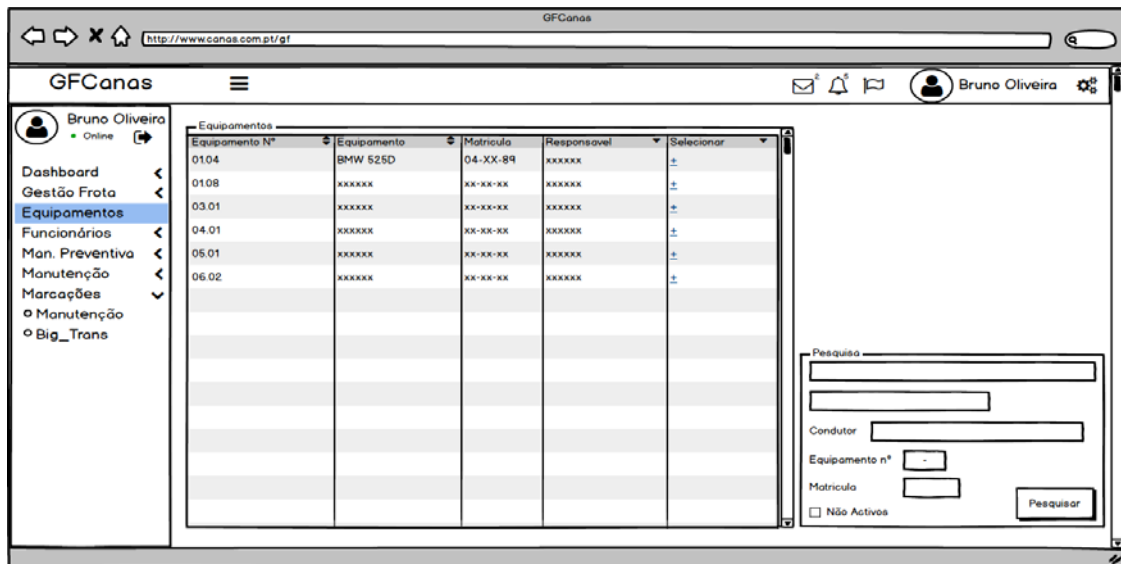 GFCanas
http://www.canas.com.pt/gf
GFCanas
2
6
Bruno Oliveira
Bruno Oliveira
Online
Dashboard
Gestão Frota
Equipamentos
Funcionários
Man. Preventiva
Manutenção
Marcações
Manutenção
Big_Trans
Equipamentos
Equipamento Nº Equipamento Matricula Responsavel Selecionar
01.04 BMW 525D 04-XX-89 xxxxxx +
01.08 xxxxxx xx-xx-xx xxxxxx +
03.01 xxxxxx xx-xx-xx xxxxxx +
04.01 xxxxxx xx-xx-xx xxxxxx +
05.01 xxxxxx xx-xx-xx xxxxxx +
06.02 xxxxxx xx-xx-xx xxxxxx +
Pesquisa
Condutor
Equipamento nº -
Matricula
Não Activos
Pesquisar